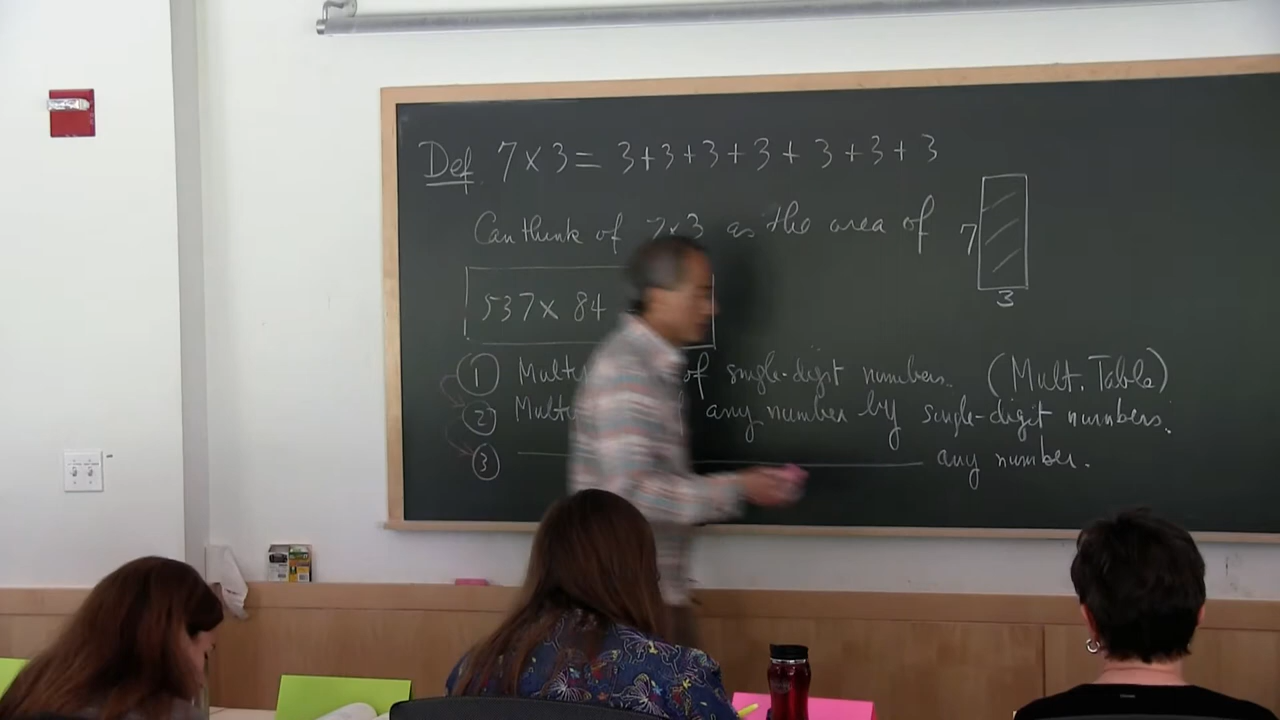 Def. 7 × 3 = 3+3+3+3+3+3+3
Can think of 7×3 as the area of
7
3
537 × 84
① of single-digit numbers. (Mult. Table)
② any number by single-digit numbers.
③ any number.